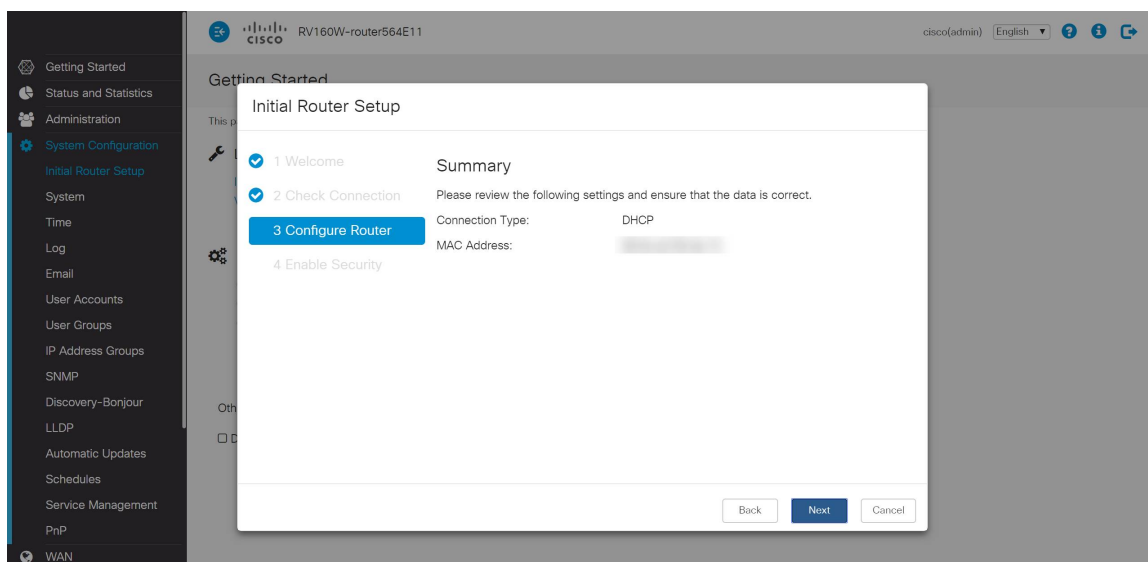 CISCO
RV160W-router564E11
cisco(admin)
English
Getting Started
Status and Statistics
Administration
System Configuration
Initial Router Setup
System
Time
Log
Email
User Accounts
User Groups
IP Address Groups
SNMP
Discovery-Bonjour
LLDP
Automatic Updates
Schedules
Service Management
PnP
WAN
Getting Started
This p
Oth
Initial Router Setup
1 Welcome
2 Check Connection
3 Configure Router
4 Enable Security
Summary
Please review the following settings and ensure that the data is correct.
Connection Type: DHCP
MAC Address:
Back Next Cancel